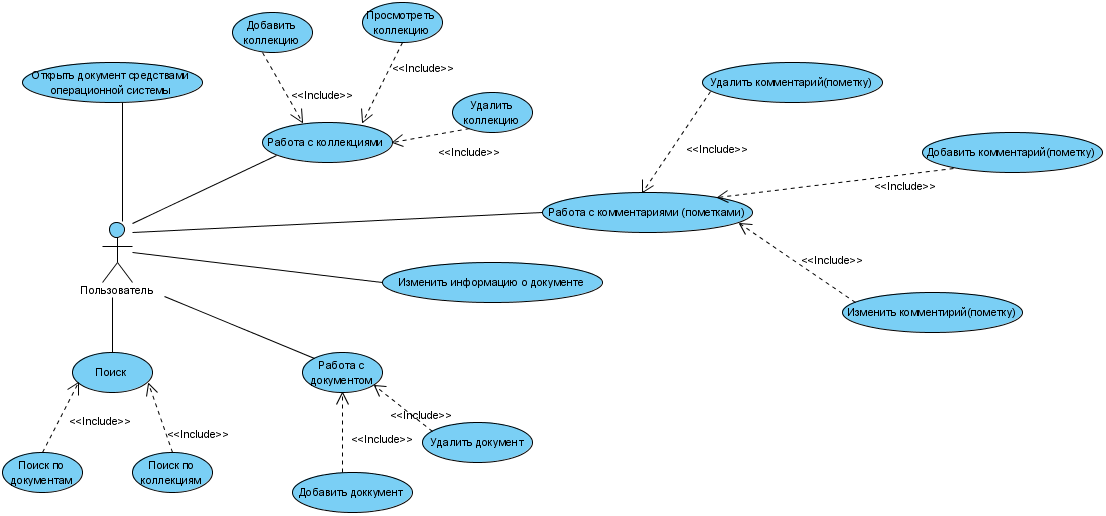 Добавить
коллекцию
Просмотреть
коллекцию
<<Include>>
<<Include>>
Открыть документ средствами
операционной системы
Удалить
коллекцию
Работа с коллекциями
<<Include>>
Удалить комментарий(пометку)
<<Include>>
Добавить комментарий(пометку)
<<Include>>
Работа с комментариями (пометками)
<<Include>>
Изменить информацию о документе
Изменить комментирий(пометку)
Пользователь
Поиск
Работа с
документом
<<Include>>
<<Include>>
<<Include>>
<<Include>>
Поиск по
документам
Поиск по
коллекциям
Удалить документ
Добавить доккумент